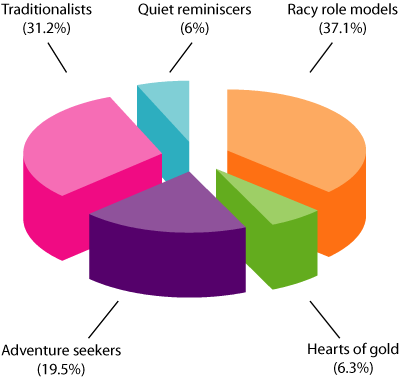 Traditionalists
(31.2%)
Quiet reminiscers
(6%)
Racy role models
(37.1%)
Adventure seekers
(19.5%)
Hearts of gold
(6.3%)